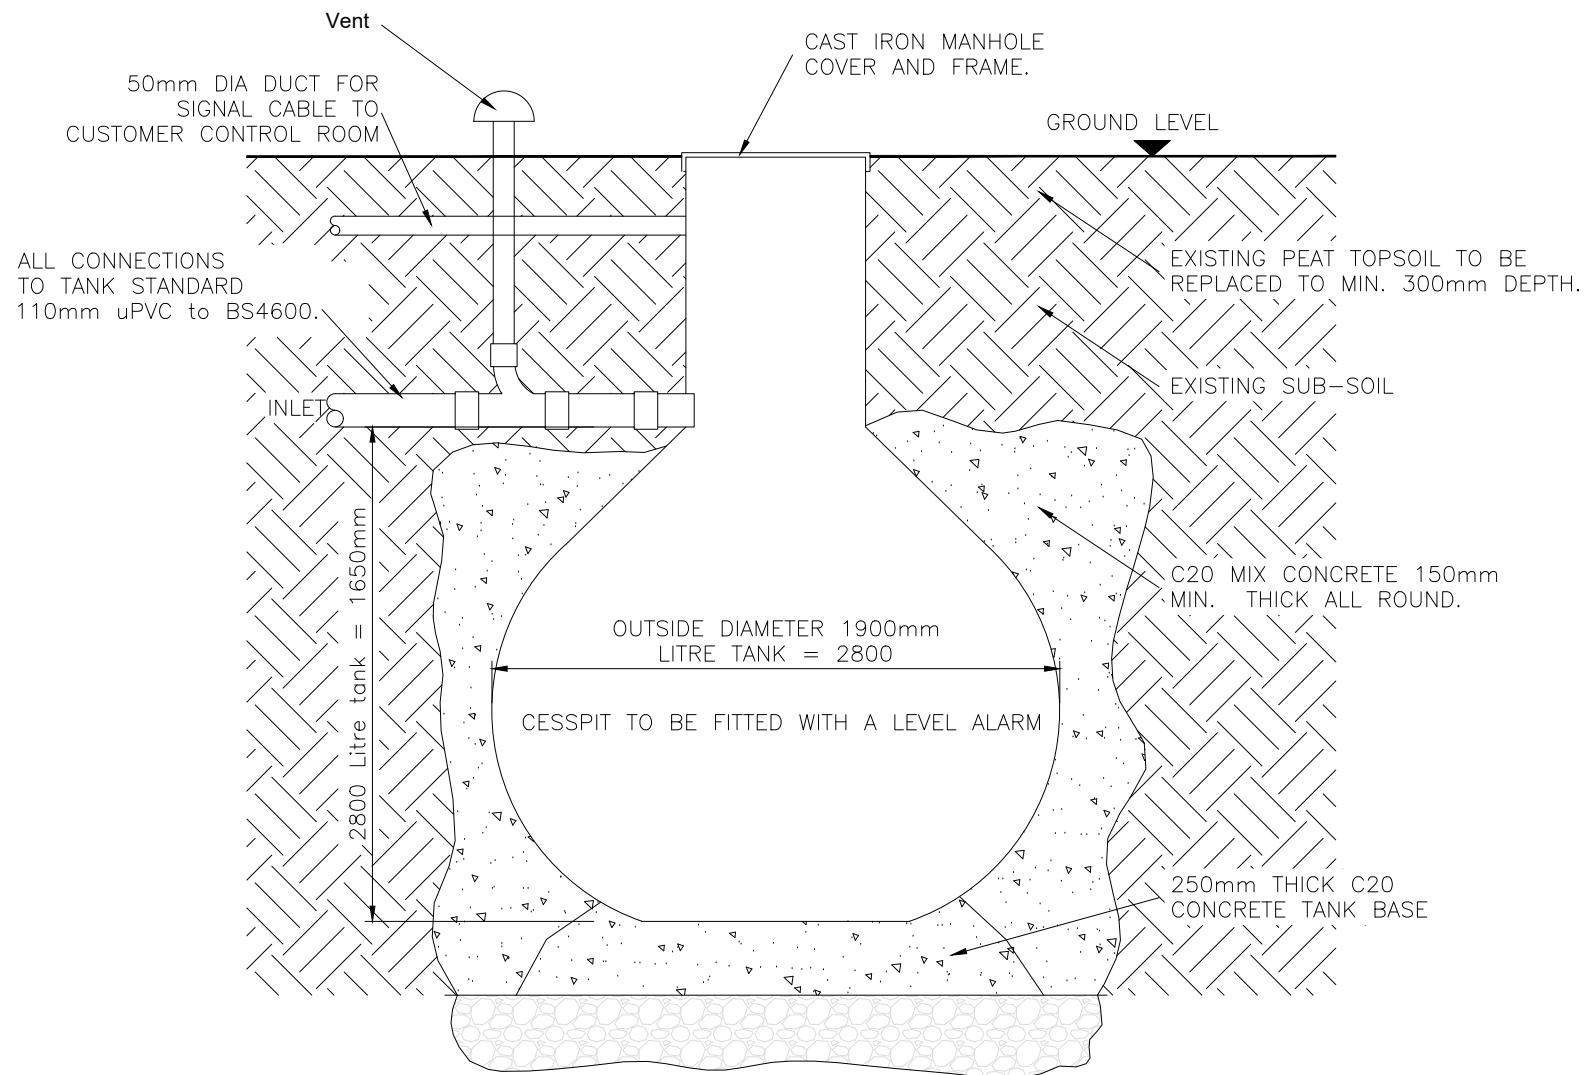 Vent
CAST IRON MANHOLE
COVER AND FRAME.
50mm DIA DUCT FOR
SIGNAL CABLE TO
CUSTOMER CONTROL ROOM
GROUND LEVEL
ALL CONNECTIONS
TO TANK STANDARD
110mm uPVC to BS4600.
EXISTING PEAT TOPSOIL TO BE
REPLACED TO MIN. 300mm DEPTH.
EXISTING SUB-SOIL
INLET
2800 Litre tank = 1650mm
C20 MIX CONCRETE 150mm
MIN. THICK ALL ROUND.
OUTSIDE DIAMETER 1900mm
LITRE TANK = 2800
CESSPIT TO BE FITTED WITH A LEVEL ALARM
250mm THICK C20
CONCRETE TANK BASE